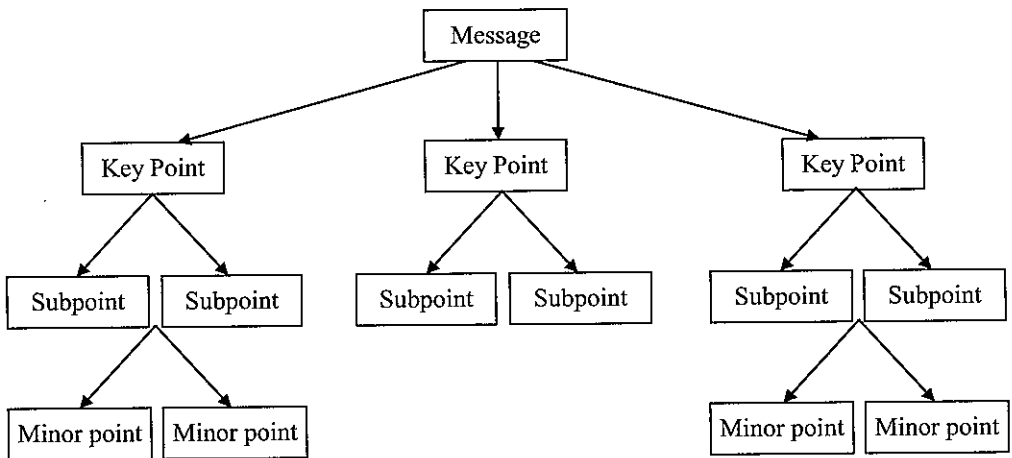 Message
Key Point Key Point Key Point
Subpoint Subpoint Subpoint Subpoint Subpoint Subpoint
Minor point Minor point Minor point Minor point